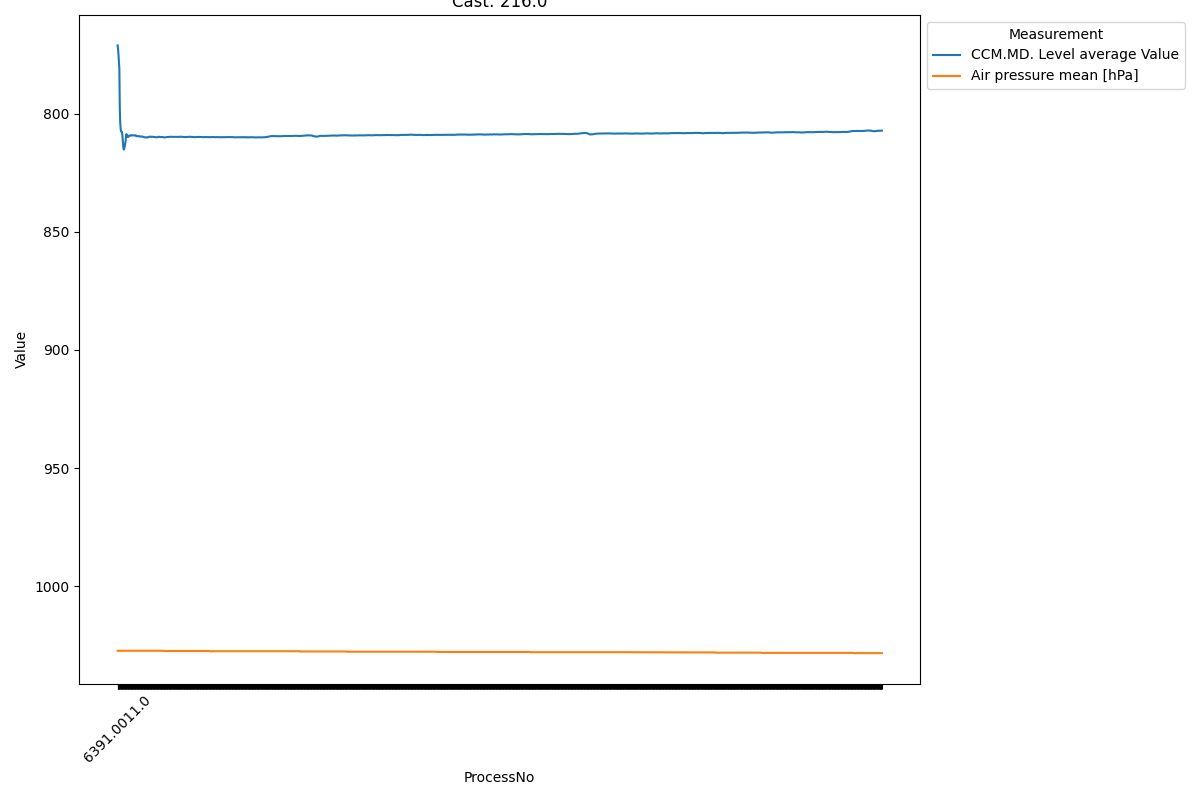 Cast: 216.0
Measurement
CCM.MD. Level average Value
Air pressure mean [hPa]
800
850
900
950
1000
Value
6391.0011.0
ProcessNo